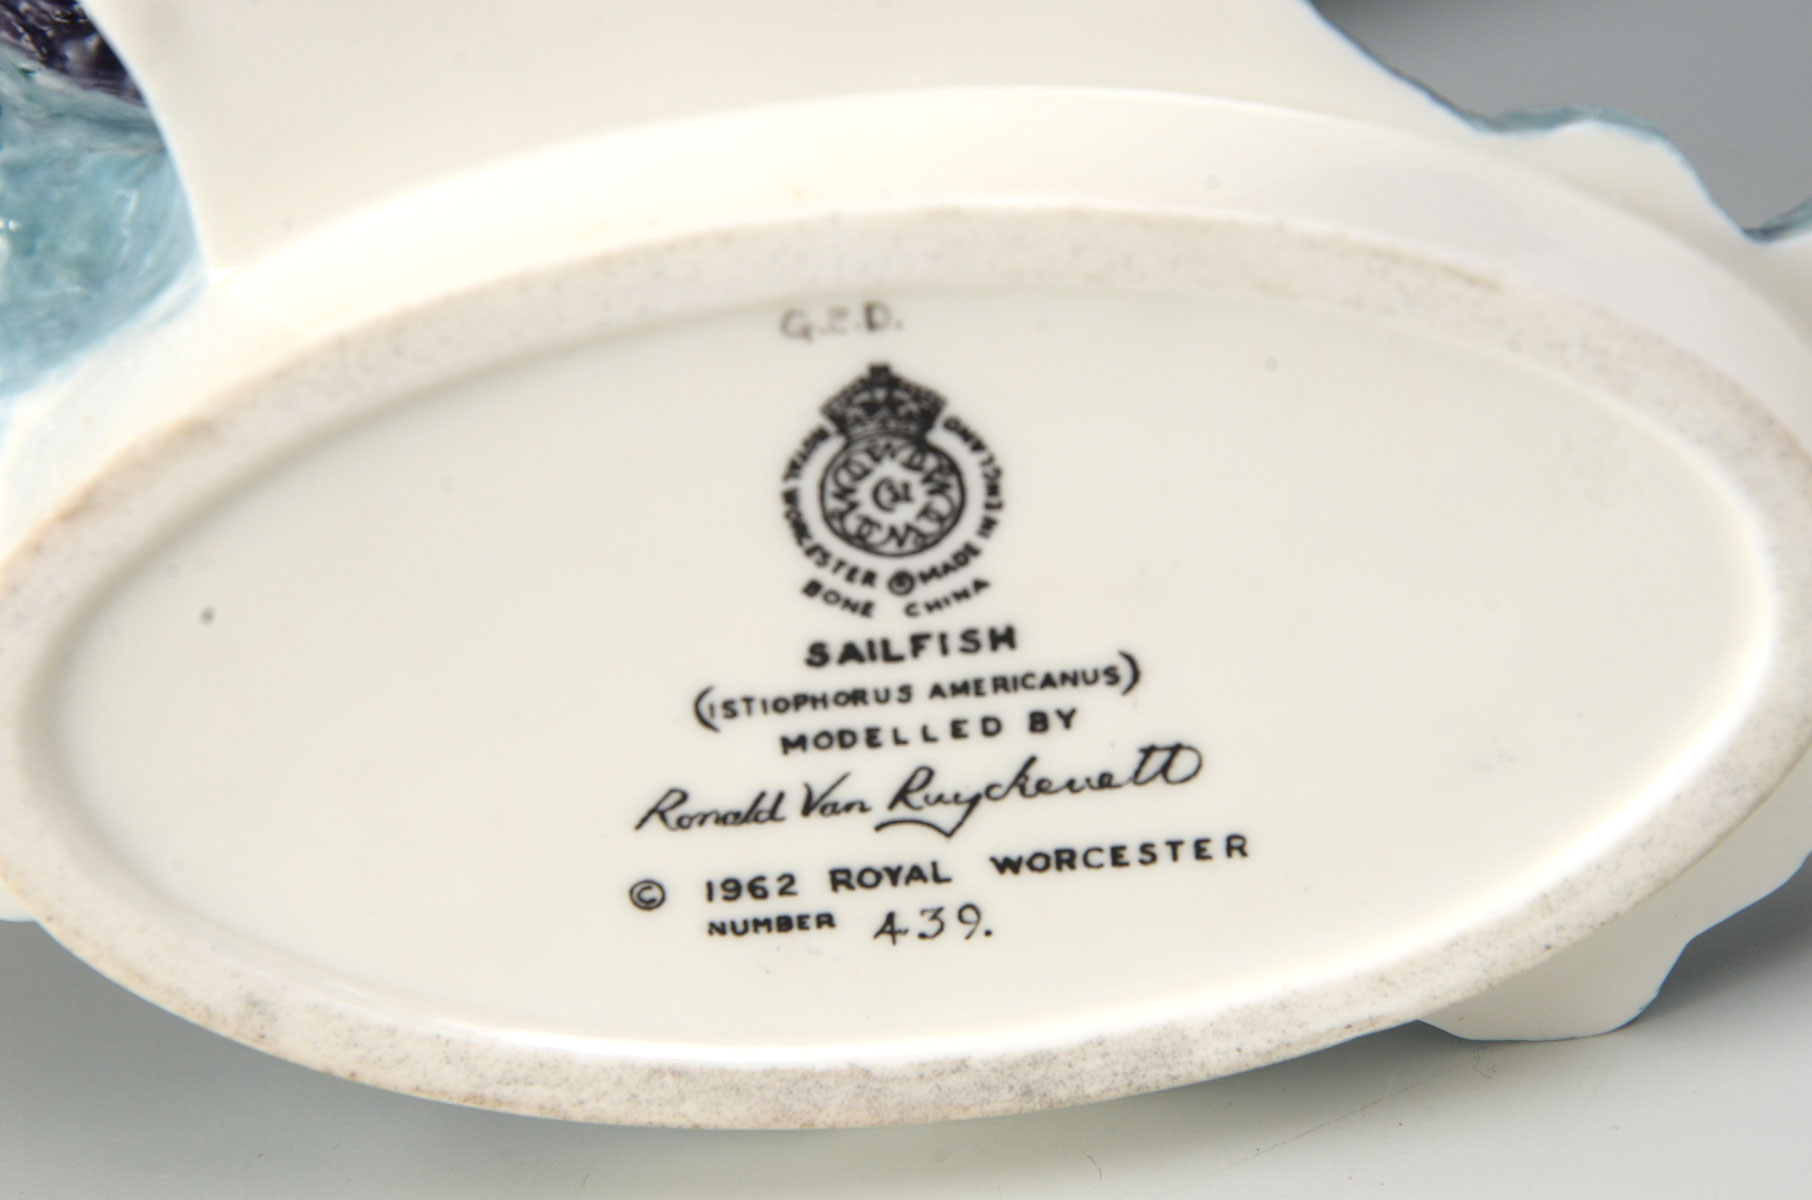 G.E.D.
ROYAL WORCESTER R MADE IN ENGLAND
BONE CHINA
SAILFISH
(ISTIOPHORUS AMERICANUS)
MODELLED BY
Ronald Van Ruyckevelt
© 1962 ROYAL WORCESTER
NUMBER 439.